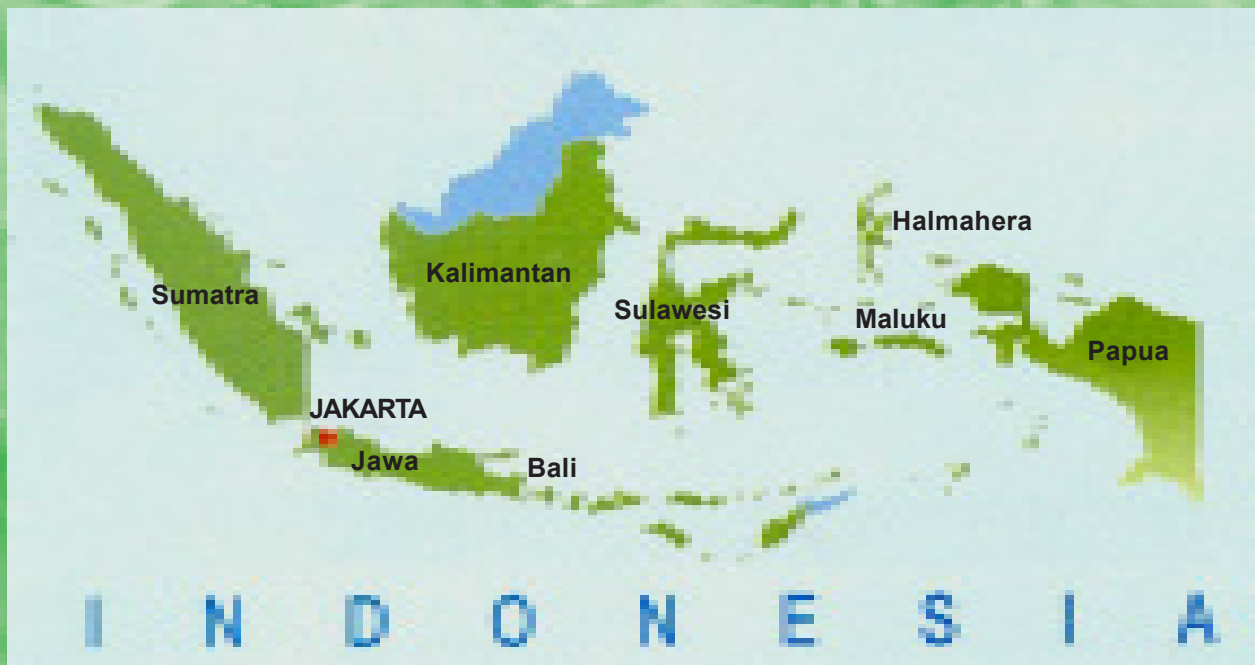 Halmahera
Kalimantan
Sumatra
Sulawesi
Maluku
Papua
JAKARTA
Jawa
Bali
INDONESIA